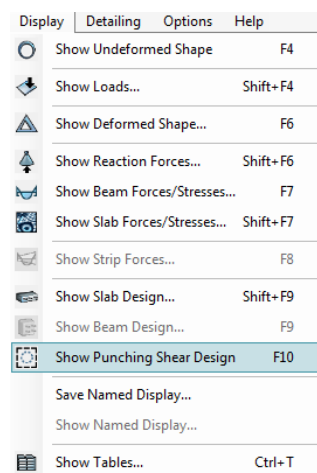 Display Detailing Options Help
Show Undeformed Shape F4
Show Loads... Shift+F4
Show Deformed Shape... F6
Show Reaction Forces... Shift+F6
Show Beam Forces/Stresses... F7
Show Slab Forces/Stresses... Shift+F7
Show Strip Forces... F8
Show Slab Design... Shift+F9
Show Beam Design... F9
Show Punching Shear Design F10
Save Named Display...
Show Named Display...
Show Tables... Ctrl+T